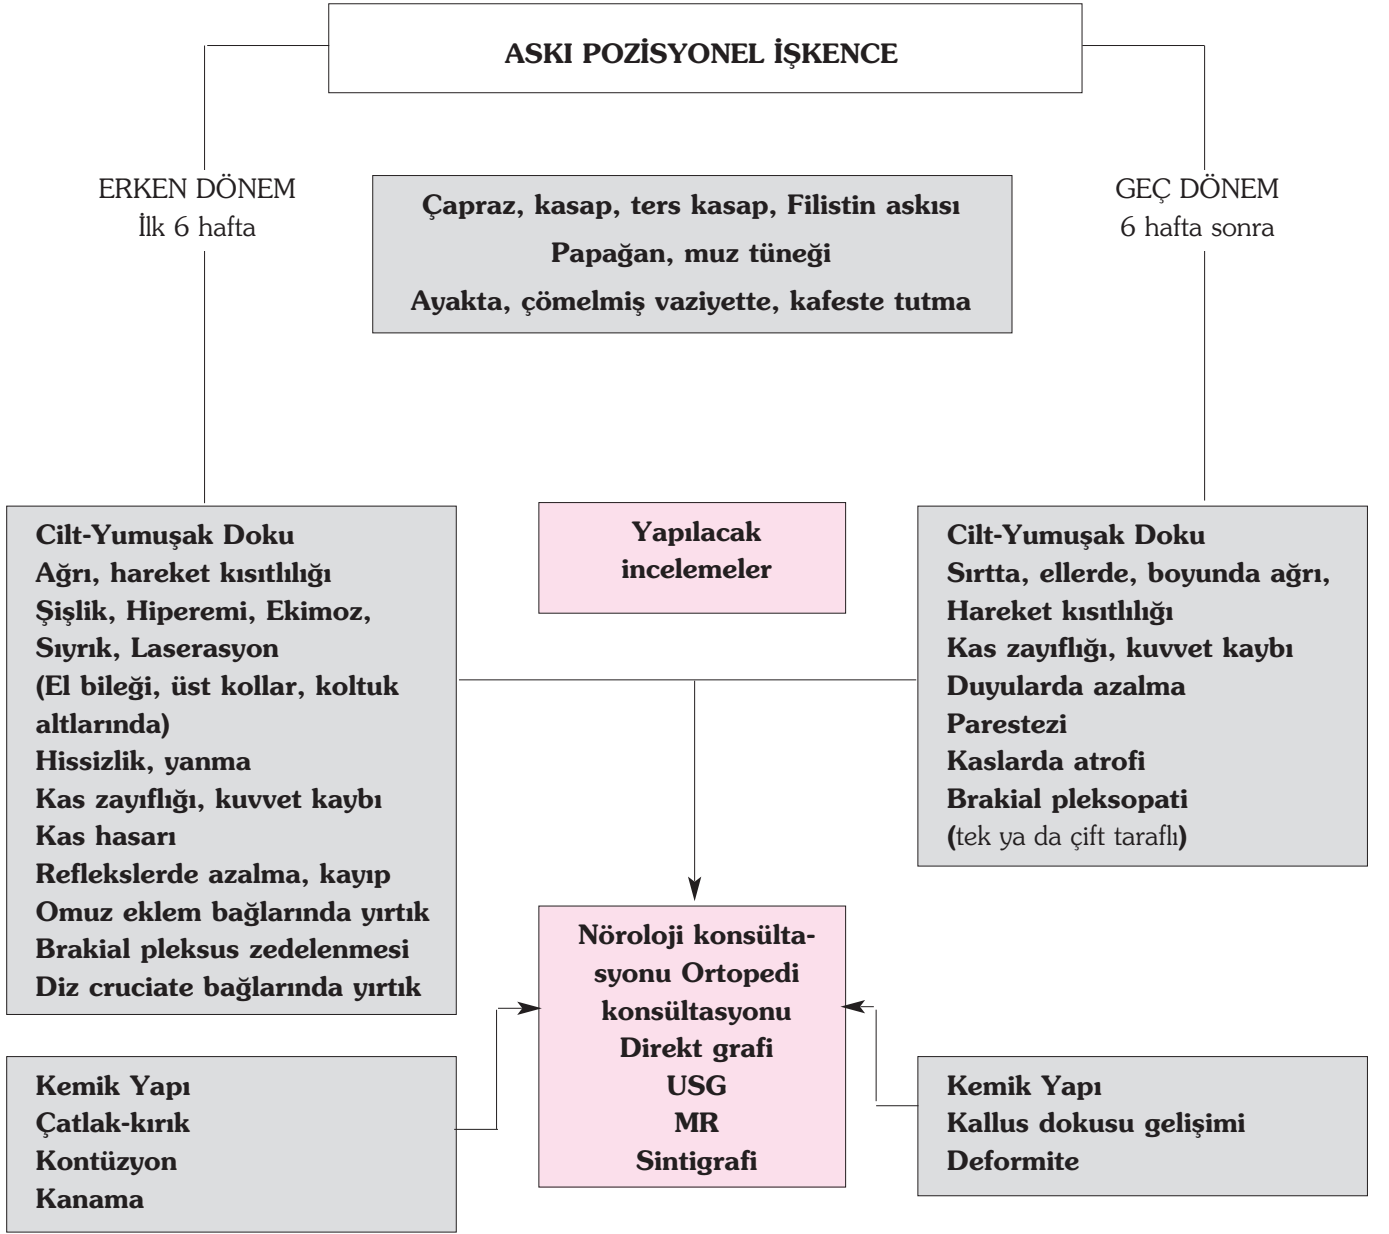 ASKI POZİSYONEL İŞKENCE
ERKEN DÖNEM
İlk 6 hafta
Çapraz, kasap, ters kasap, Filistin askısı
Papağan, muz tüneği
Ayakta, çömelmiş vaziyette, kafeste tutma
GEÇ DÖNEM
6 hafta sonra
Cilt-Yumuşak Doku
Ağrı, hareket kısıtlılığı
Şişlik, Hiperemi, Ekimoz,
Sıyrık, Laserasyon
(El bileği, üst kollar, koltuk
altlarında)
Hissizlik, yanma
Kas zayıflığı, kuvvet kaybı
Kas hasarı
Reflekslerde azalma, kayıp
Omuz eklem bağlarında yırtık
Brakial pleksus zedelenmesi
Diz cruciate bağlarında yırtık
Yapılacak
incelemeler
Cilt-Yumuşak Doku
Sırtta, ellerde, boyunda ağrı,
Hareket kısıtlılığı
Kas zayıflığı, kuvvet kaybı
Duyularda azalma
Parestezi
Kaslarda atrofi
Brakial pleksopati
(tek ya da çift taraflı)
Nöroloji konsülta-
syonu Ortopedi
konsültasyonu
Direkt grafi
USG
MR
Sintigrafi
Kemik Yapı
Çatlak-kırık
Kontüzyon
Kanama
Kemik Yapı
Kallus dokusu gelişimi
Deformite